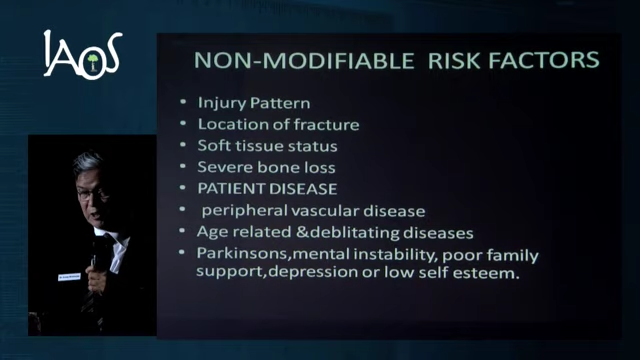 IAOS
NON-MODIFIABLE RISK FACTORS
• Injury Pattern
• Location of fracture
• Soft tissue status
• Severe bone loss
• PATIENT DISEASE
• peripheral vascular disease
• Age related &deblitating diseases
• Parkinsons,mental instability, poor family
support,depression or low self esteem.